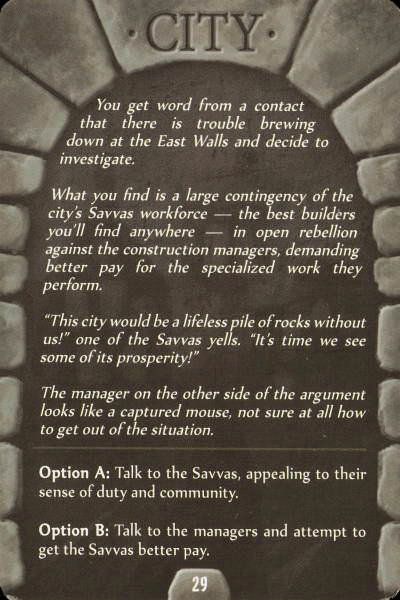 · CITY ·
You get word from a contact
that there is trouble brewing
down at the East Walls and decide to
investigate.
What you find is a large contingency of the
city's Savvas workforce — the best builders
you'll find anywhere — in open rebellion
against the construction managers, demanding
better pay for the specialized work they
perform.
“This city would be a lifeless pile of rocks without
us!” one of the Savvas yells. “It's time we see
some of its prosperity!”
The manager on the other side of the argument
looks like a captured mouse, not sure at all how
to get out of the situation.
Option A: Talk to the Savvas, appealing to their
sense of duty and community.
Option B: Talk to the managers and attempt to
get the Savvas better pay.
29